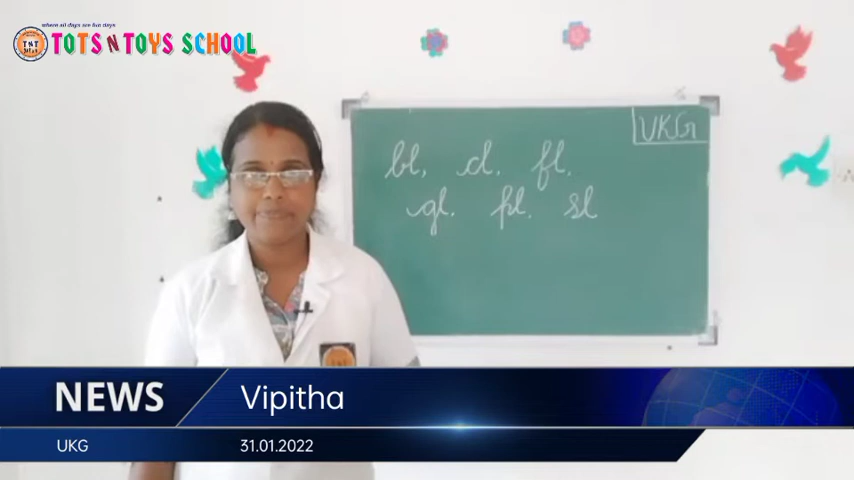 where all days are fun days
TNT
TOTS N TOYS SCHOOL
UKG
bl, cl. fl.
gl. pl. sl
NEWS
Vipitha
UKG
31.01.2022